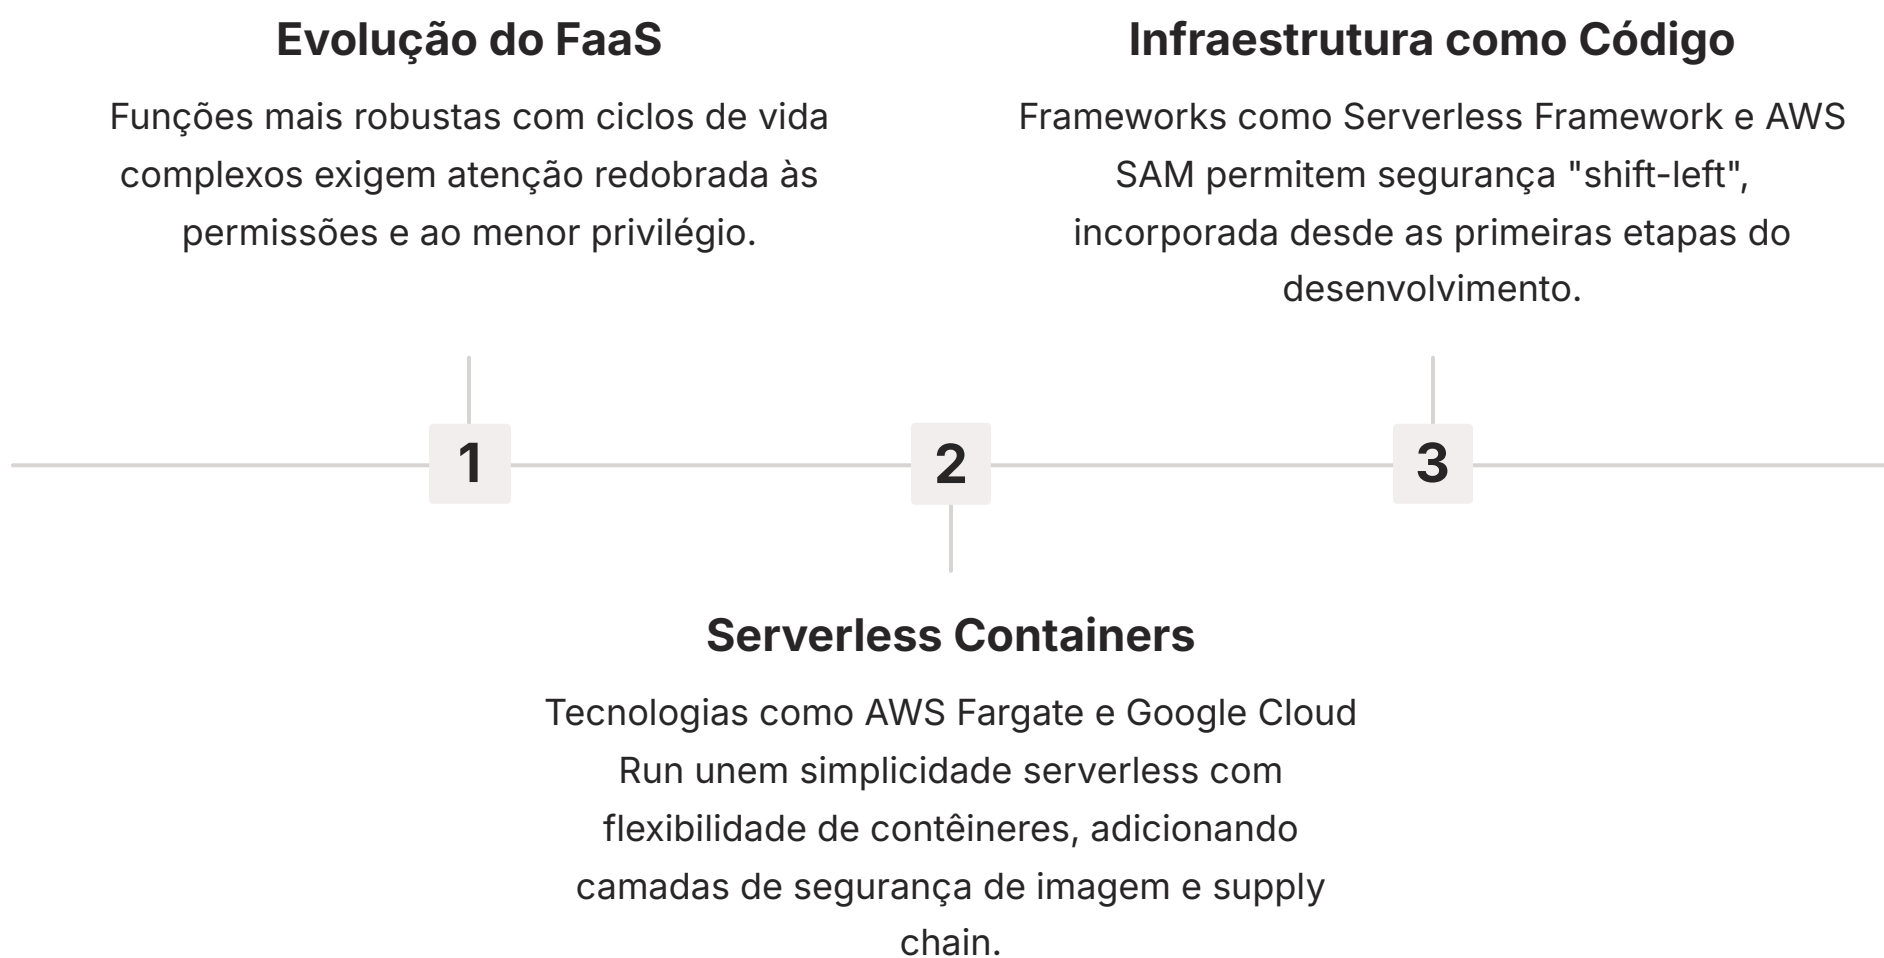 Evolução do FaaS
Funções mais robustas com ciclos de vida
complexos exigem atenção redobrada às
permissões e ao menor privilégio.
Infraestrutura como Código
Frameworks como Serverless Framework e AWS
SAM permitem segurança "shift-left",
incorporada desde as primeiras etapas do
desenvolvimento.
1
2
3
Serverless Containers
Tecnologias como AWS Fargate e Google Cloud
Run unem simplicidade serverless com
flexibilidade de contêineres, adicionando
camadas de segurança de imagem e supply
chain.